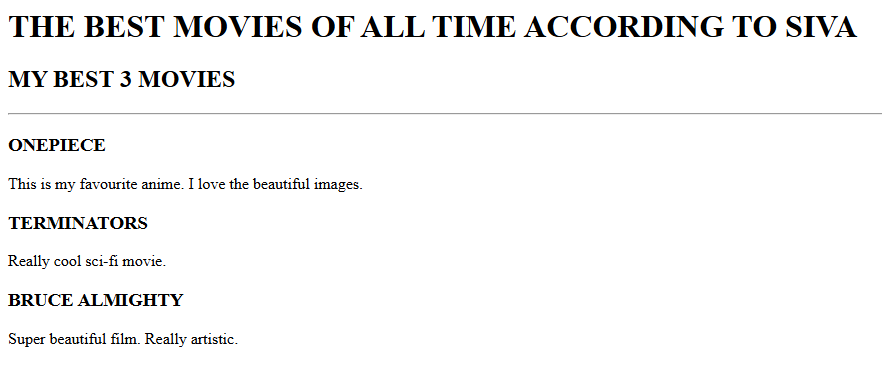 THE BEST MOVIES OF ALL TIME ACCORDING TO SIVA
MY BEST 3 MOVIES
ONEPIECE
This is my favourite anime. I love the beautiful images.
TERMINATORS
Really cool sci-fi movie.
BRUCE ALMIGHTY
Super beautiful film. Really artistic.